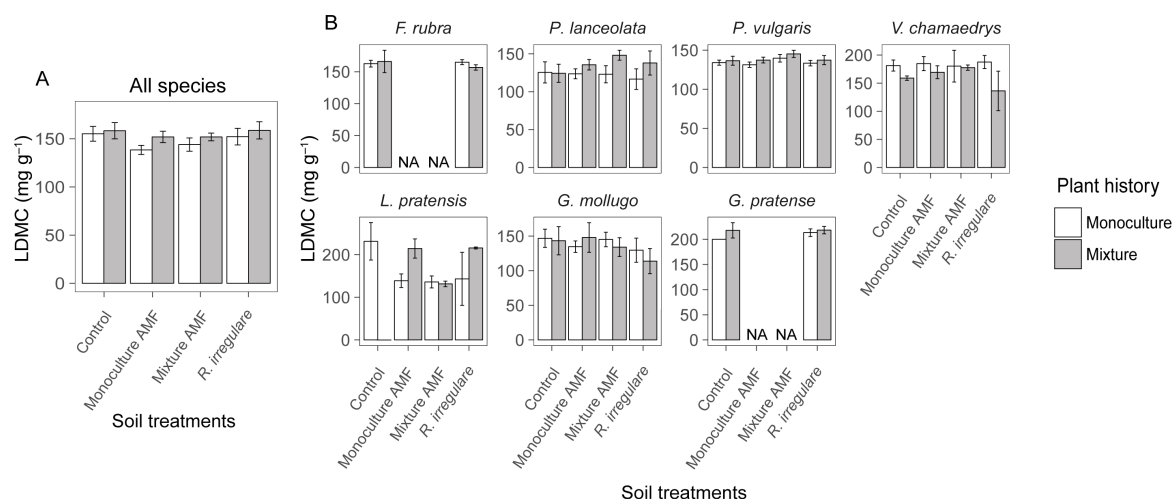 A
All species
LDMC (mg g⁻¹)
150
100
50
0
Control
Monoculture AMF
Mixture AMF
R. irregulare
Soil treatments
B
F. rubra
P. lanceolata
P. vulgaris
V. chamaedrys
LDMC (mg g⁻¹)
150
100
50
0
NA NA
150
100
50
0
150
100
50
0
200
150
100
50
0
Control
Monoculture AMF
Mixture AMF
R. irregulare
L. pratensis
G. mollugo
G. pratense
200
100
0
150
100
50
0
200
150
100
50
0
NA NA
Control
Monoculture AMF
Mixture AMF
R. irregulare
Control
Monoculture AMF
Mixture AMF
R. irregulare
Control
Monoculture AMF
Mixture AMF
R. irregulare
Soil treatments
Plant history
Monoculture
Mixture